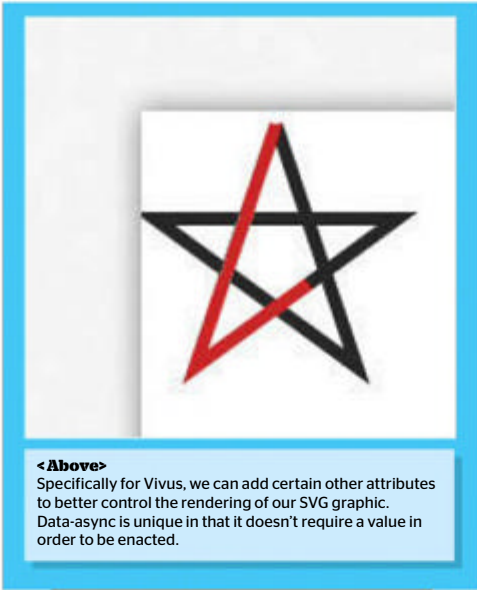 <Above>
Specifically for Vivus, we can add certain other attributes
to better control the rendering of our SVG graphic.
Data-async is unique in that it doesn't require a value in
order to be enacted.